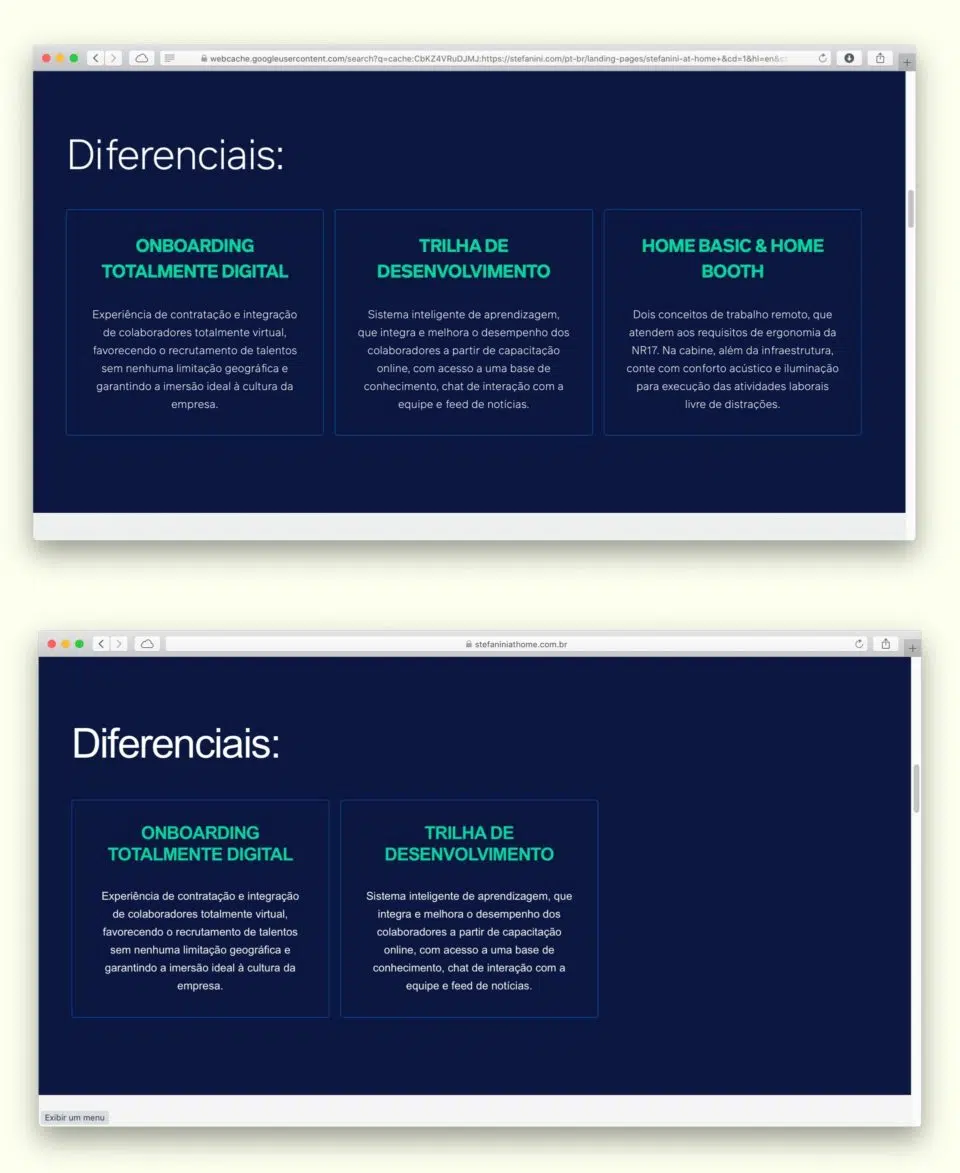 webcache.googleusercontent.com/search?q=cache:CbKZ4VRuDJMJ:https://stefanini.com/pt-br/landing-pages/stefanini-at-home+&cd=1&hl=en&
Diferenciais:
ONBOARDING
TOTALMENTE DIGITAL
Experiência de contratação e integração
de colaboradores totalmente virtual,
favorecendo o recrutamento de talentos
sem nenhuma limitação geográfica e
garantindo a imersão ideal à cultura da
empresa.
TRILHA DE
DESENVOLVIMENTO
Sistema inteligente de aprendizagem,
que integra e melhora o desempenho dos
colaboradores a partir de capacitação
online, com acesso a uma base de
conhecimento, chat de interação com a
equipe e feed de notícias.
HOME BASIC & HOME
BOOTH
Dois conceitos de trabalho remoto, que
atendem aos requisitos de ergonomia da
NR17. Na cabine, além da infraestrutura,
conte com conforto acústico e iluminação
para execução das atividades laborais
livre de distrações.
stefaniniathome.com.br
Diferenciais:
ONBOARDING
TOTALMENTE DIGITAL
Experiência de contratação e integração
de colaboradores totalmente virtual,
favorecendo o recrutamento de talentos
sem nenhuma limitação geográfica e
garantindo a imersão ideal à cultura da
empresa.
TRILHA DE
DESENVOLVIMENTO
Sistema inteligente de aprendizagem, que
integra e melhora o desempenho dos
colaboradores a partir de capacitação
online, com acesso a uma base de
conhecimento, chat de interação com a
equipe e feed de notícias.
Exibir um menu